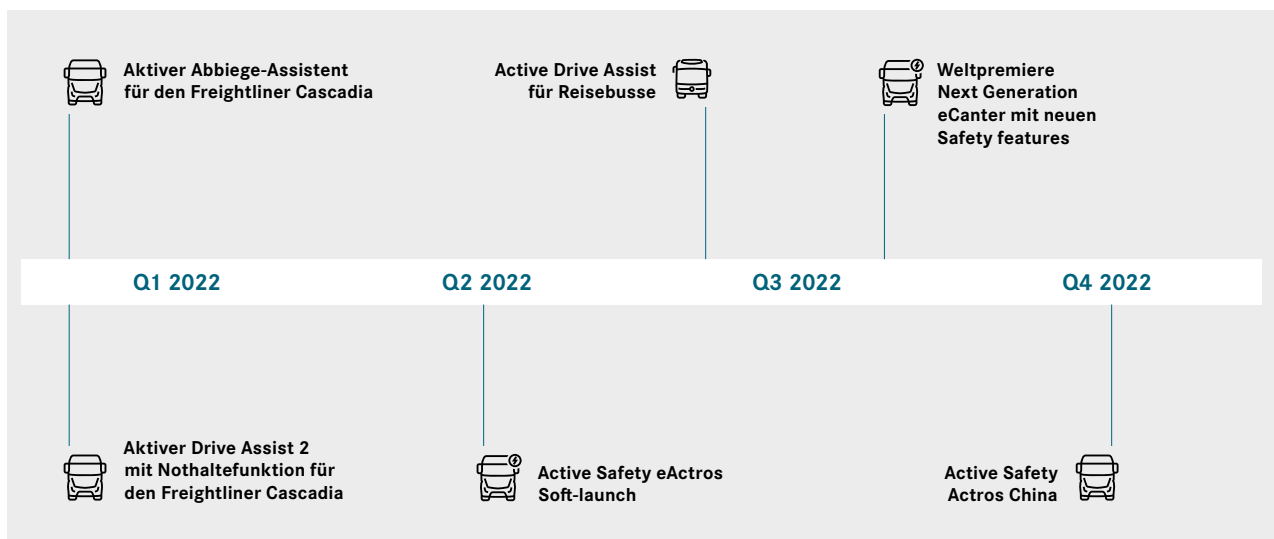 Aktiver Abbiege-Assistent
für den Freightliner Cascadia
Active Drive Assist
für Reisebusse
Weltpremiere
Next Generation
eCanter mit neuen
Safety features
Q1 2022
Q2 2022
Q3 2022
Q4 2022
Aktiver Drive Assist 2
mit Nothaltefunktion für
den Freightliner Cascadia
Active Safety eActros
Soft-launch
Active Safety
Actros China